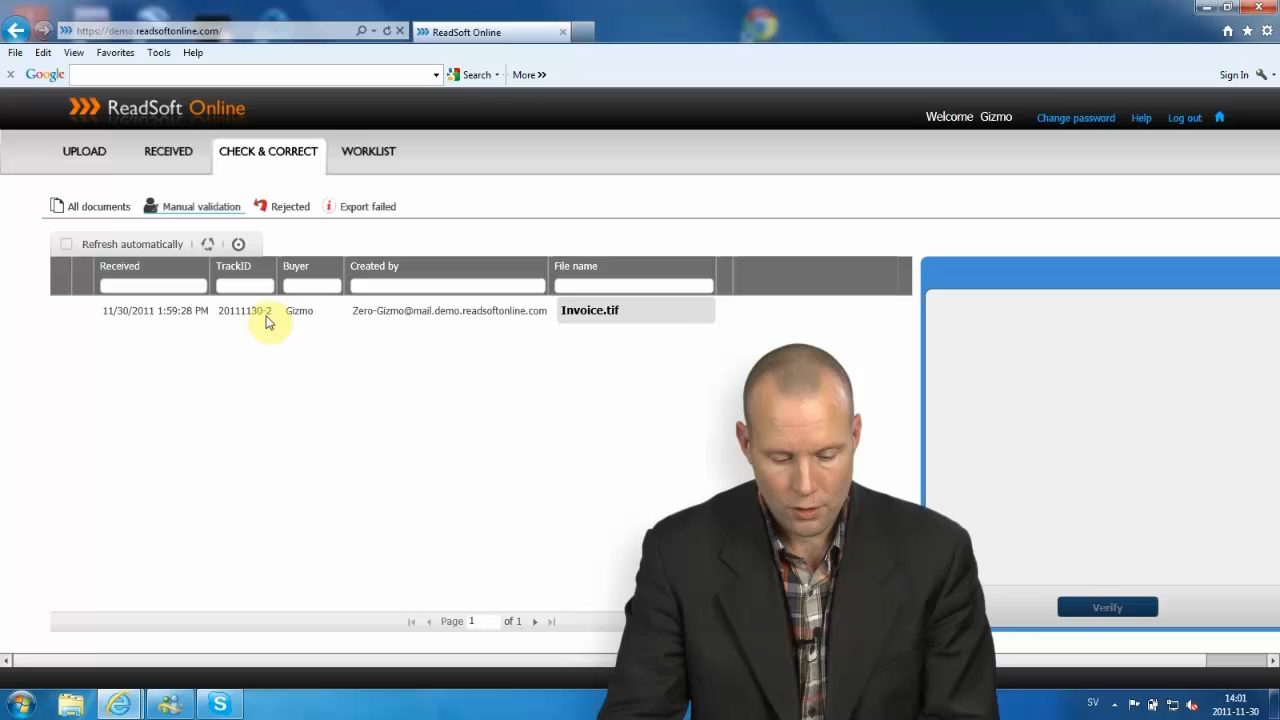 https://demo.readsoftonline.com/
ReadSoft Online
File Edit View Favorites Tools Help
Google Search More »
Sign In
ReadSoft Online
Welcome Gizmo Change password Help Log out
UPLOAD RECEIVED CHECK & CORRECT WORKLIST
All documents Manual validation Rejected Export failed
Refresh automatically
Received TrackID Buyer Created by File name
11/30/2011 1:59:28 PM 20111130-2 Gizmo Zero-Gizmo@mail.demo.readsoftonline.com Invoice.tif
Verify
Page 1 of 1
SV
14:01
2011-11-30